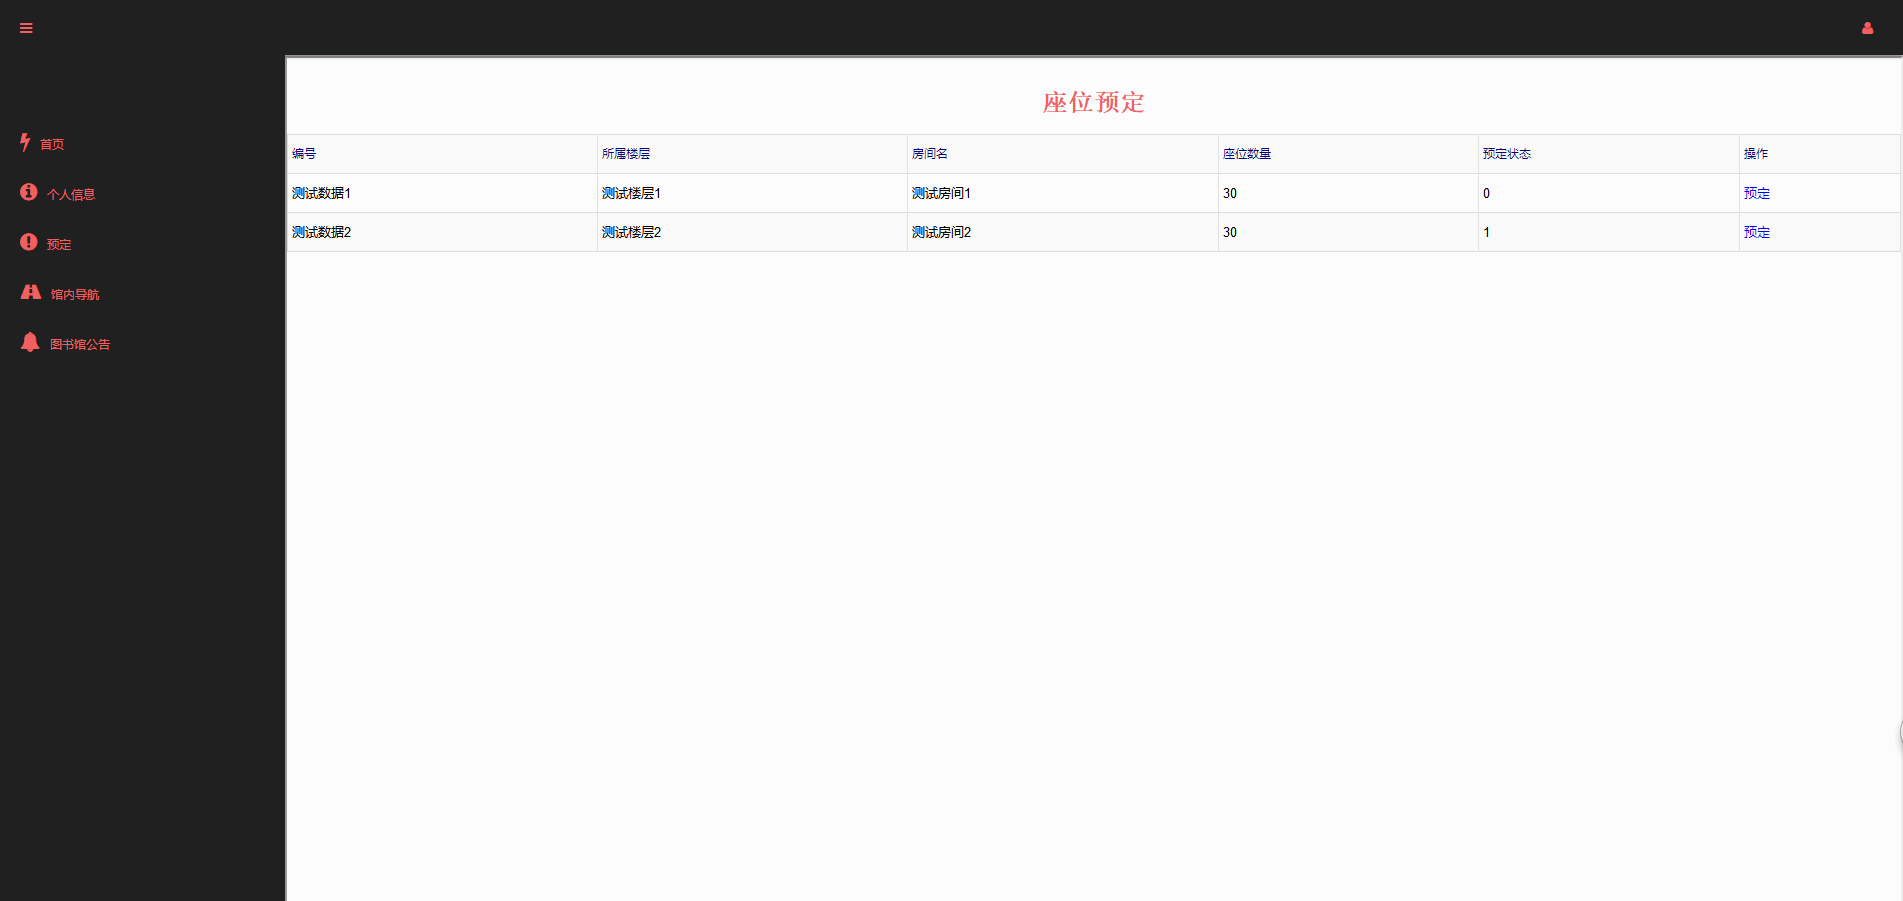 首页
个人信息
预定
馆内导航
图书馆公告
座位预定
编号 所属楼层 房间名 座位数量 预定状态 操作
测试数据1 测试楼层1 测试房间1 30 0 预定
测试数据2 测试楼层2 测试房间2 30 1 预定